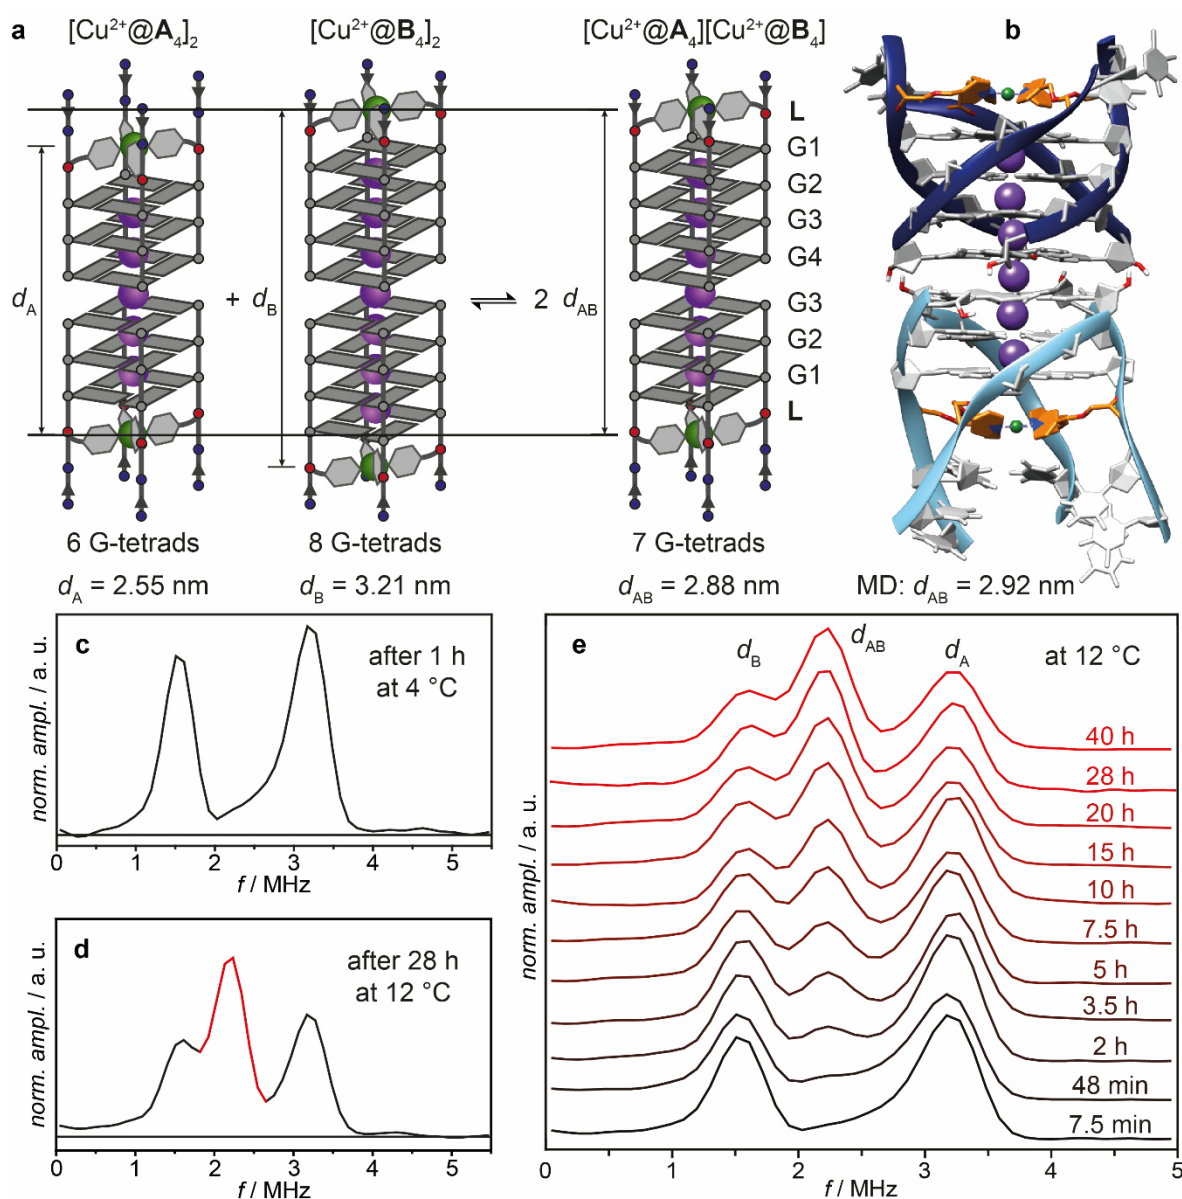 a
[Cu²⁺@A₄]₂
[Cu²⁺@B₄]₂
[Cu²⁺@A₄][Cu²⁺@B₄]
b
L
G1
G2
G3
G4
G3
G2
G1
L
d_A
+
d_B
⇌
2
d_AB
6 G-tetrads
8 G-tetrads
7 G-tetrads
d_A = 2.55 nm
d_B = 3.21 nm
d_AB = 2.88 nm
MD: d_AB = 2.92 nm
c
after 1 h
at 4 °C
norm. ampl. / a. u.
0 1 2 3 4 5
f / MHz
d
after 28 h
at 12 °C
norm. ampl. / a. u.
0 1 2 3 4 5
f / MHz
e
d_B
d_AB
d_A
at 12 °C
40 h
28 h
20 h
15 h
10 h
7.5 h
5 h
3.5 h
2 h
48 min
7.5 min
norm. ampl. / a. u.
0 1 2 3 4 5
f / MHz